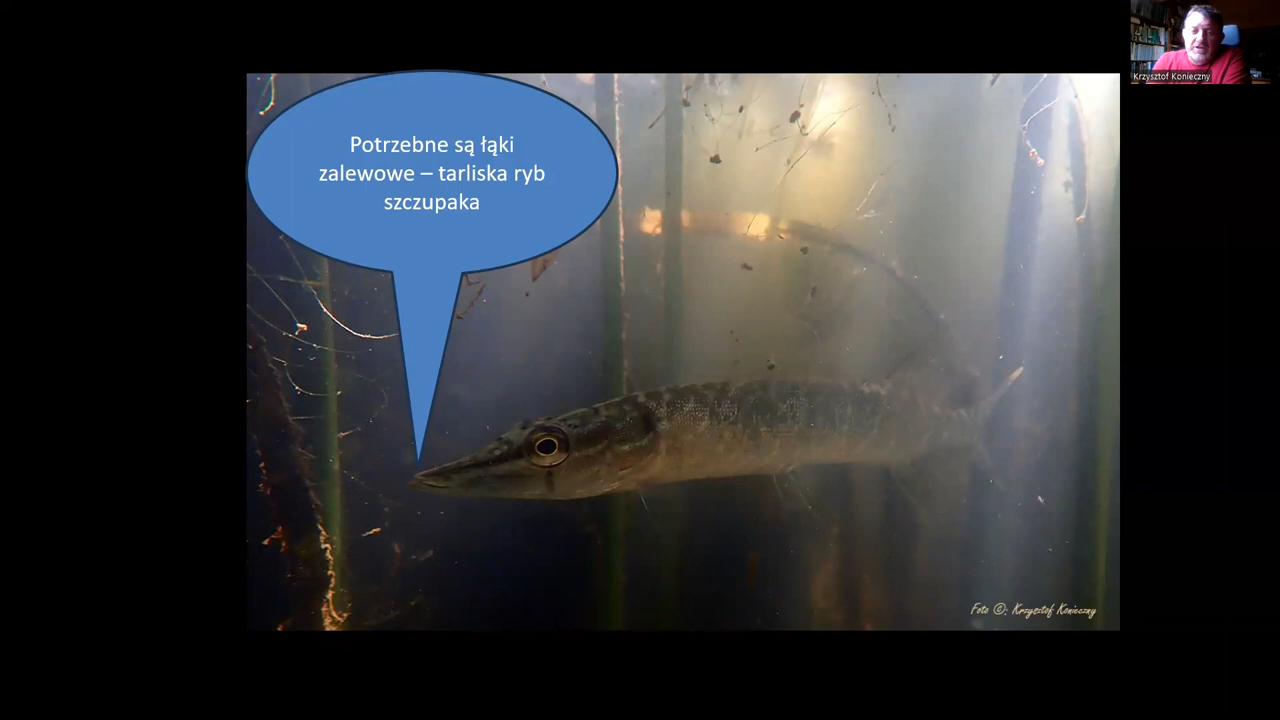 Krzysztof Konieczny
Potrzebne są łąki
zalewowe – tarliska ryb
szczupaka
Foto ©: Krzysztof Konieczny